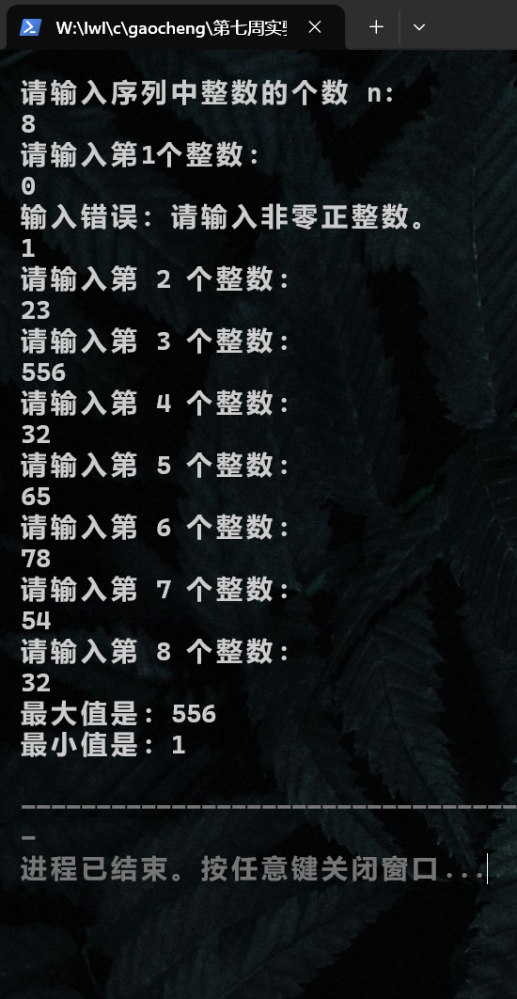 W:\lwl\c\gaocheng\第七周实
请输入序列中整数的个数 n:
8
请输入第1个整数:
0
输入错误: 请输入非零正整数。
1
请输入第 2 个整数:
23
请输入第 3 个整数:
556
请输入第 4 个整数:
32
请输入第 5 个整数:
65
请输入第 6 个整数:
78
请输入第 7 个整数:
54
请输入第 8 个整数:
32
最大值是: 556
最小值是: 1
---------------------------------
-
进程已结束。按任意键关闭窗口...